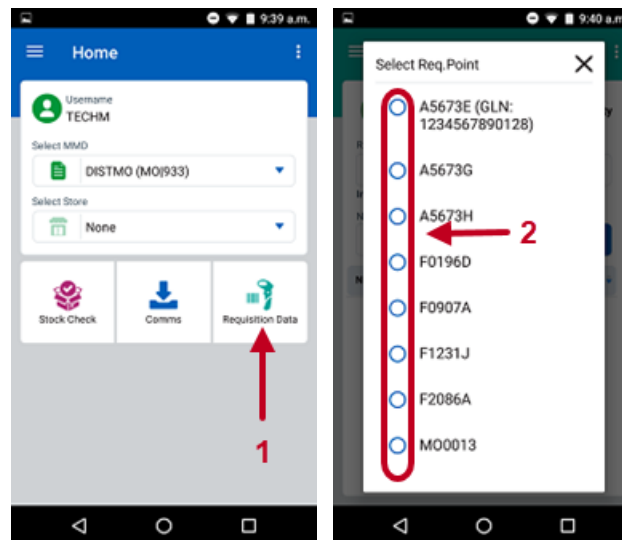 9:39 a.m.
Home
Username
TECHM
Select MMD
DISTMO (MO|933)
Select Store
None
Stock Check
Comms
Requisition Data
1
9:40 a.m
Select Req.Point
A5673E (GLN:
1234567890128)
A5673G
A5673H
2
F0196D
F0907A
F1231J
F2086A
MO0013